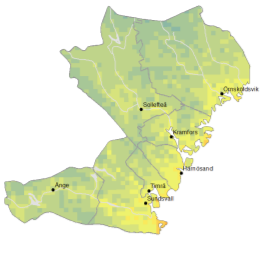 Örnsköldsvik
Sollefteå
Kramfors
Härnösand
Ånge
Timrå
Sundsvall